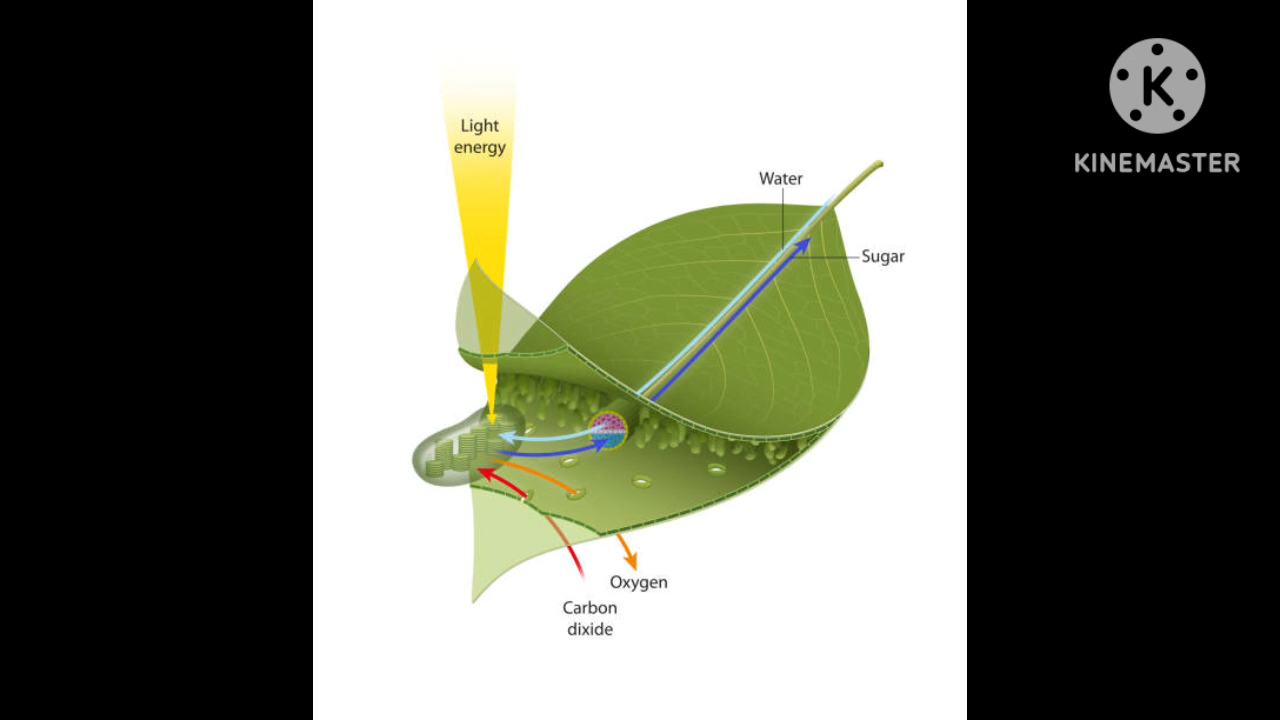 Light
energy
Water
Sugar
Oxygen
Carbon
dixide
K
KINEMASTER